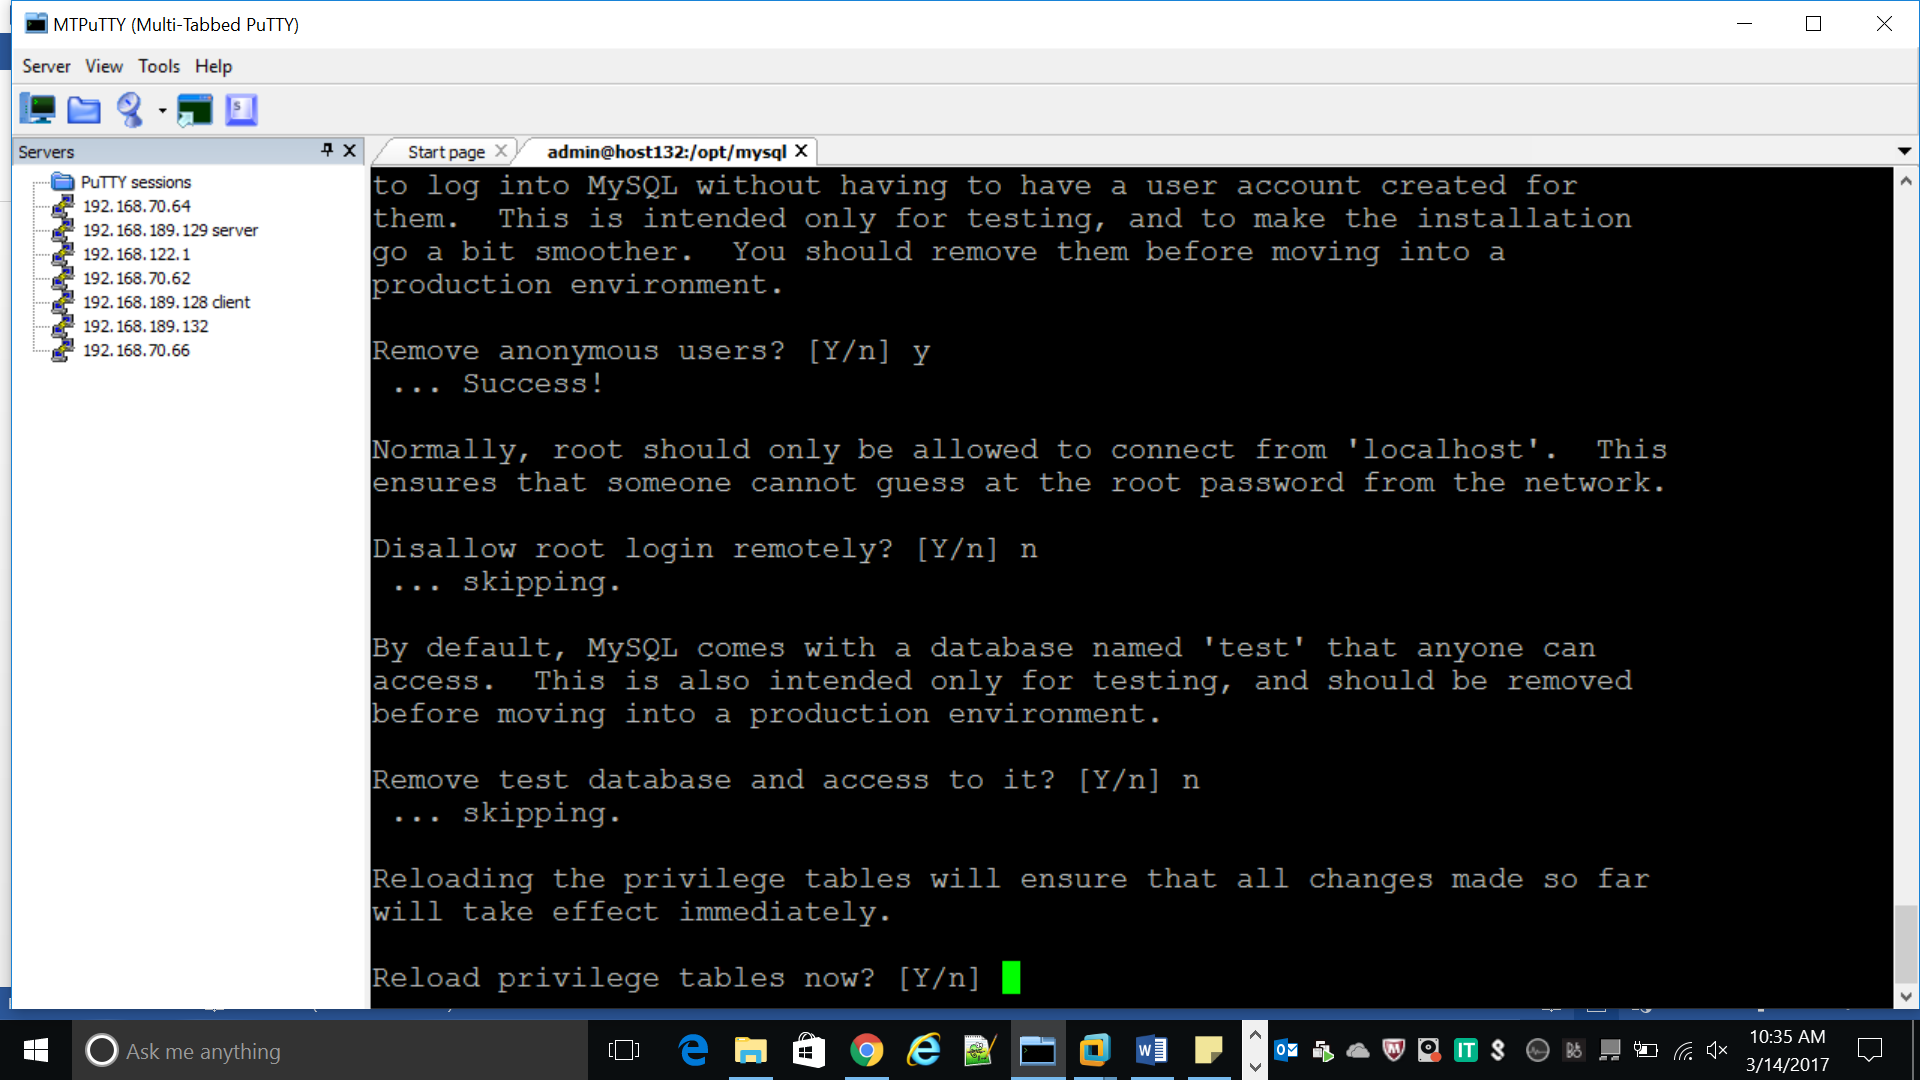 MTPuTTY (Multi-Tabbed PuTTY)
Server View Tools Help
Servers
PuTTY sessions
192.168.70.64
192.168.189.129 server
192.168.122.1
192.168.70.62
192.168.189.128 client
192.168.189.132
192.168.70.66
Start page
admin@host132:/opt/mysql
to log into MySQL without having to have a user account created for
them.  This is intended only for testing, and to make the installation
go a bit smoother.  You should remove them before moving into a
production environment.
Remove anonymous users? [Y/n] y
... Success!
Normally, root should only be allowed to connect from 'localhost'.  This
ensures that someone cannot guess at the root password from the network.
Disallow root login remotely? [Y/n] n
... skipping.
By default, MySQL comes with a database named 'test' that anyone can
access.  This is also intended only for testing, and should be removed
before moving into a production environment.
Remove test database and access to it? [Y/n] n
... skipping.
Reloading the privilege tables will ensure that all changes made so far
will take effect immediately.
Reload privilege tables now? [Y/n]
Ask me anything
10:35 AM
3/14/2017